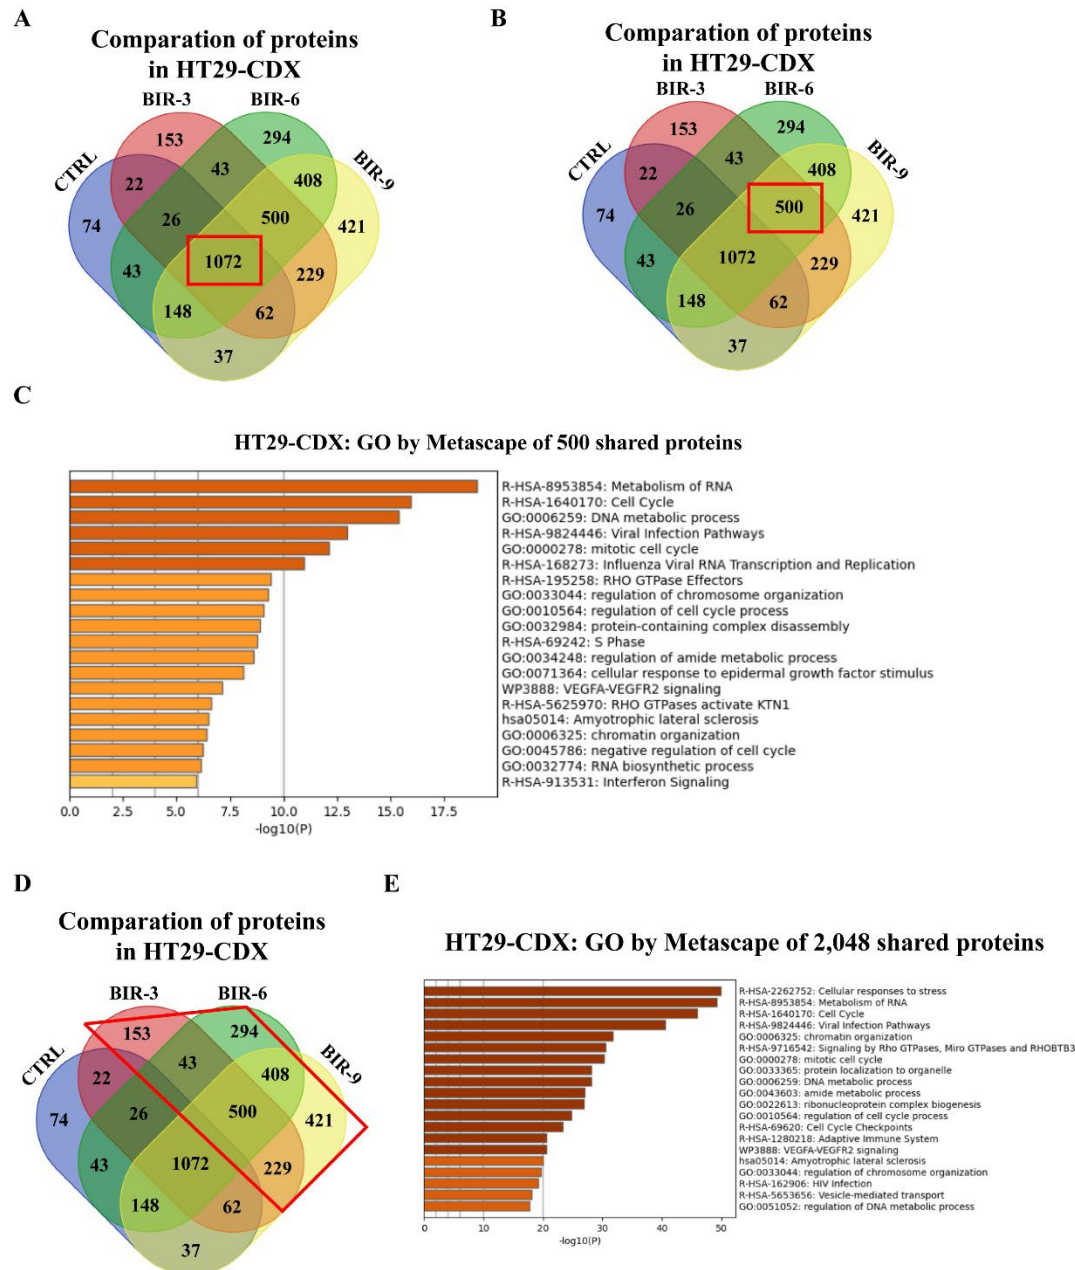 A
Comparation of proteins
in HT29-CDX
BIR-3
BIR-6
CTRL
BIR-9
153
294
22
43
408
74
26
500
421
43
1072
229
148
62
37
B
Comparation of proteins
in HT29-CDX
BIR-3
BIR-6
CTRL
BIR-9
153
294
22
43
408
74
26
500
421
43
1072
229
148
62
37
C
HT29-CDX: GO by Metascape of 500 shared proteins
R-HSA-8953854: Metabolism of RNA
R-HSA-1640170: Cell Cycle
GO:0006259: DNA metabolic process
R-HSA-9824446: Viral Infection Pathways
GO:0000278: mitotic cell cycle
R-HSA-168273: Influenza Viral RNA Transcription and Replication
R-HSA-195258: RHO GTPase Effectors
GO:0033044: regulation of chromosome organization
GO:0010564: regulation of cell cycle process
GO:0032984: protein-containing complex disassembly
R-HSA-69242: S Phase
GO:0034248: regulation of amide metabolic process
GO:0071364: cellular response to epidermal growth factor stimulus
WP3888: VEGFA-VEGFR2 signaling
R-HSA-5625970: RHO GTPases activate KTN1
hsa05014: Amyotrophic lateral sclerosis
GO:0006325: chromatin organization
GO:0045786: negative regulation of cell cycle
GO:0032774: RNA biosynthetic process
R-HSA-913531: Interferon Signaling
0.0 2.5 5.0 7.5 10.0 12.5 15.0 17.5
-log10(P)
D
Comparation of proteins
in HT29-CDX
BIR-3
BIR-6
CTRL
BIR-9
153
294
22
43
408
74
26
500
421
43
1072
229
148
62
37
E
HT29-CDX: GO by Metascape of 2,048 shared proteins
R-HSA-2262752: Cellular responses to stress
R-HSA-8953854: Metabolism of RNA
R-HSA-1640170: Cell Cycle
R-HSA-9824446: Viral Infection Pathways
GO:0006325: chromatin organization
R-HSA-9716542: Signaling by Rho GTPases, Miro GTPases and RHOBTB3
GO:0000278: mitotic cell cycle
GO:0033365: protein localization to organelle
GO:0006259: DNA metabolic process
GO:0043603: amide metabolic process
GO:0022613: ribonucleoprotein complex biogenesis
GO:0010564: regulation of cell cycle process
R-HSA-69620: Cell Cycle Checkpoints
R-HSA-1280218: Adaptive Immune System
WP3888: VEGFA-VEGFR2 signaling
hsa05014: Amyotrophic lateral sclerosis
GO:0033044: regulation of chromosome organization
R-HSA-162906: HIV Infection
R-HSA-5653656: Vesicle-mediated transport
GO:0051052: regulation of DNA metabolic process
0 10 20 30 40 50
-log10(P)